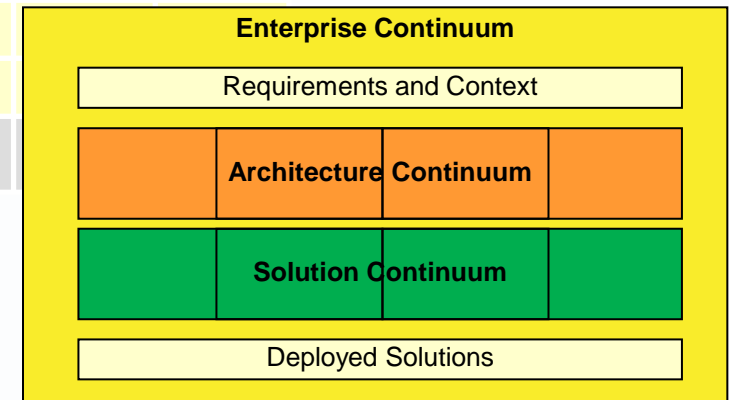 Enterprise Continuum
Requirements and Context
Architecture Continuum
Solution Continuum
Deployed Solutions